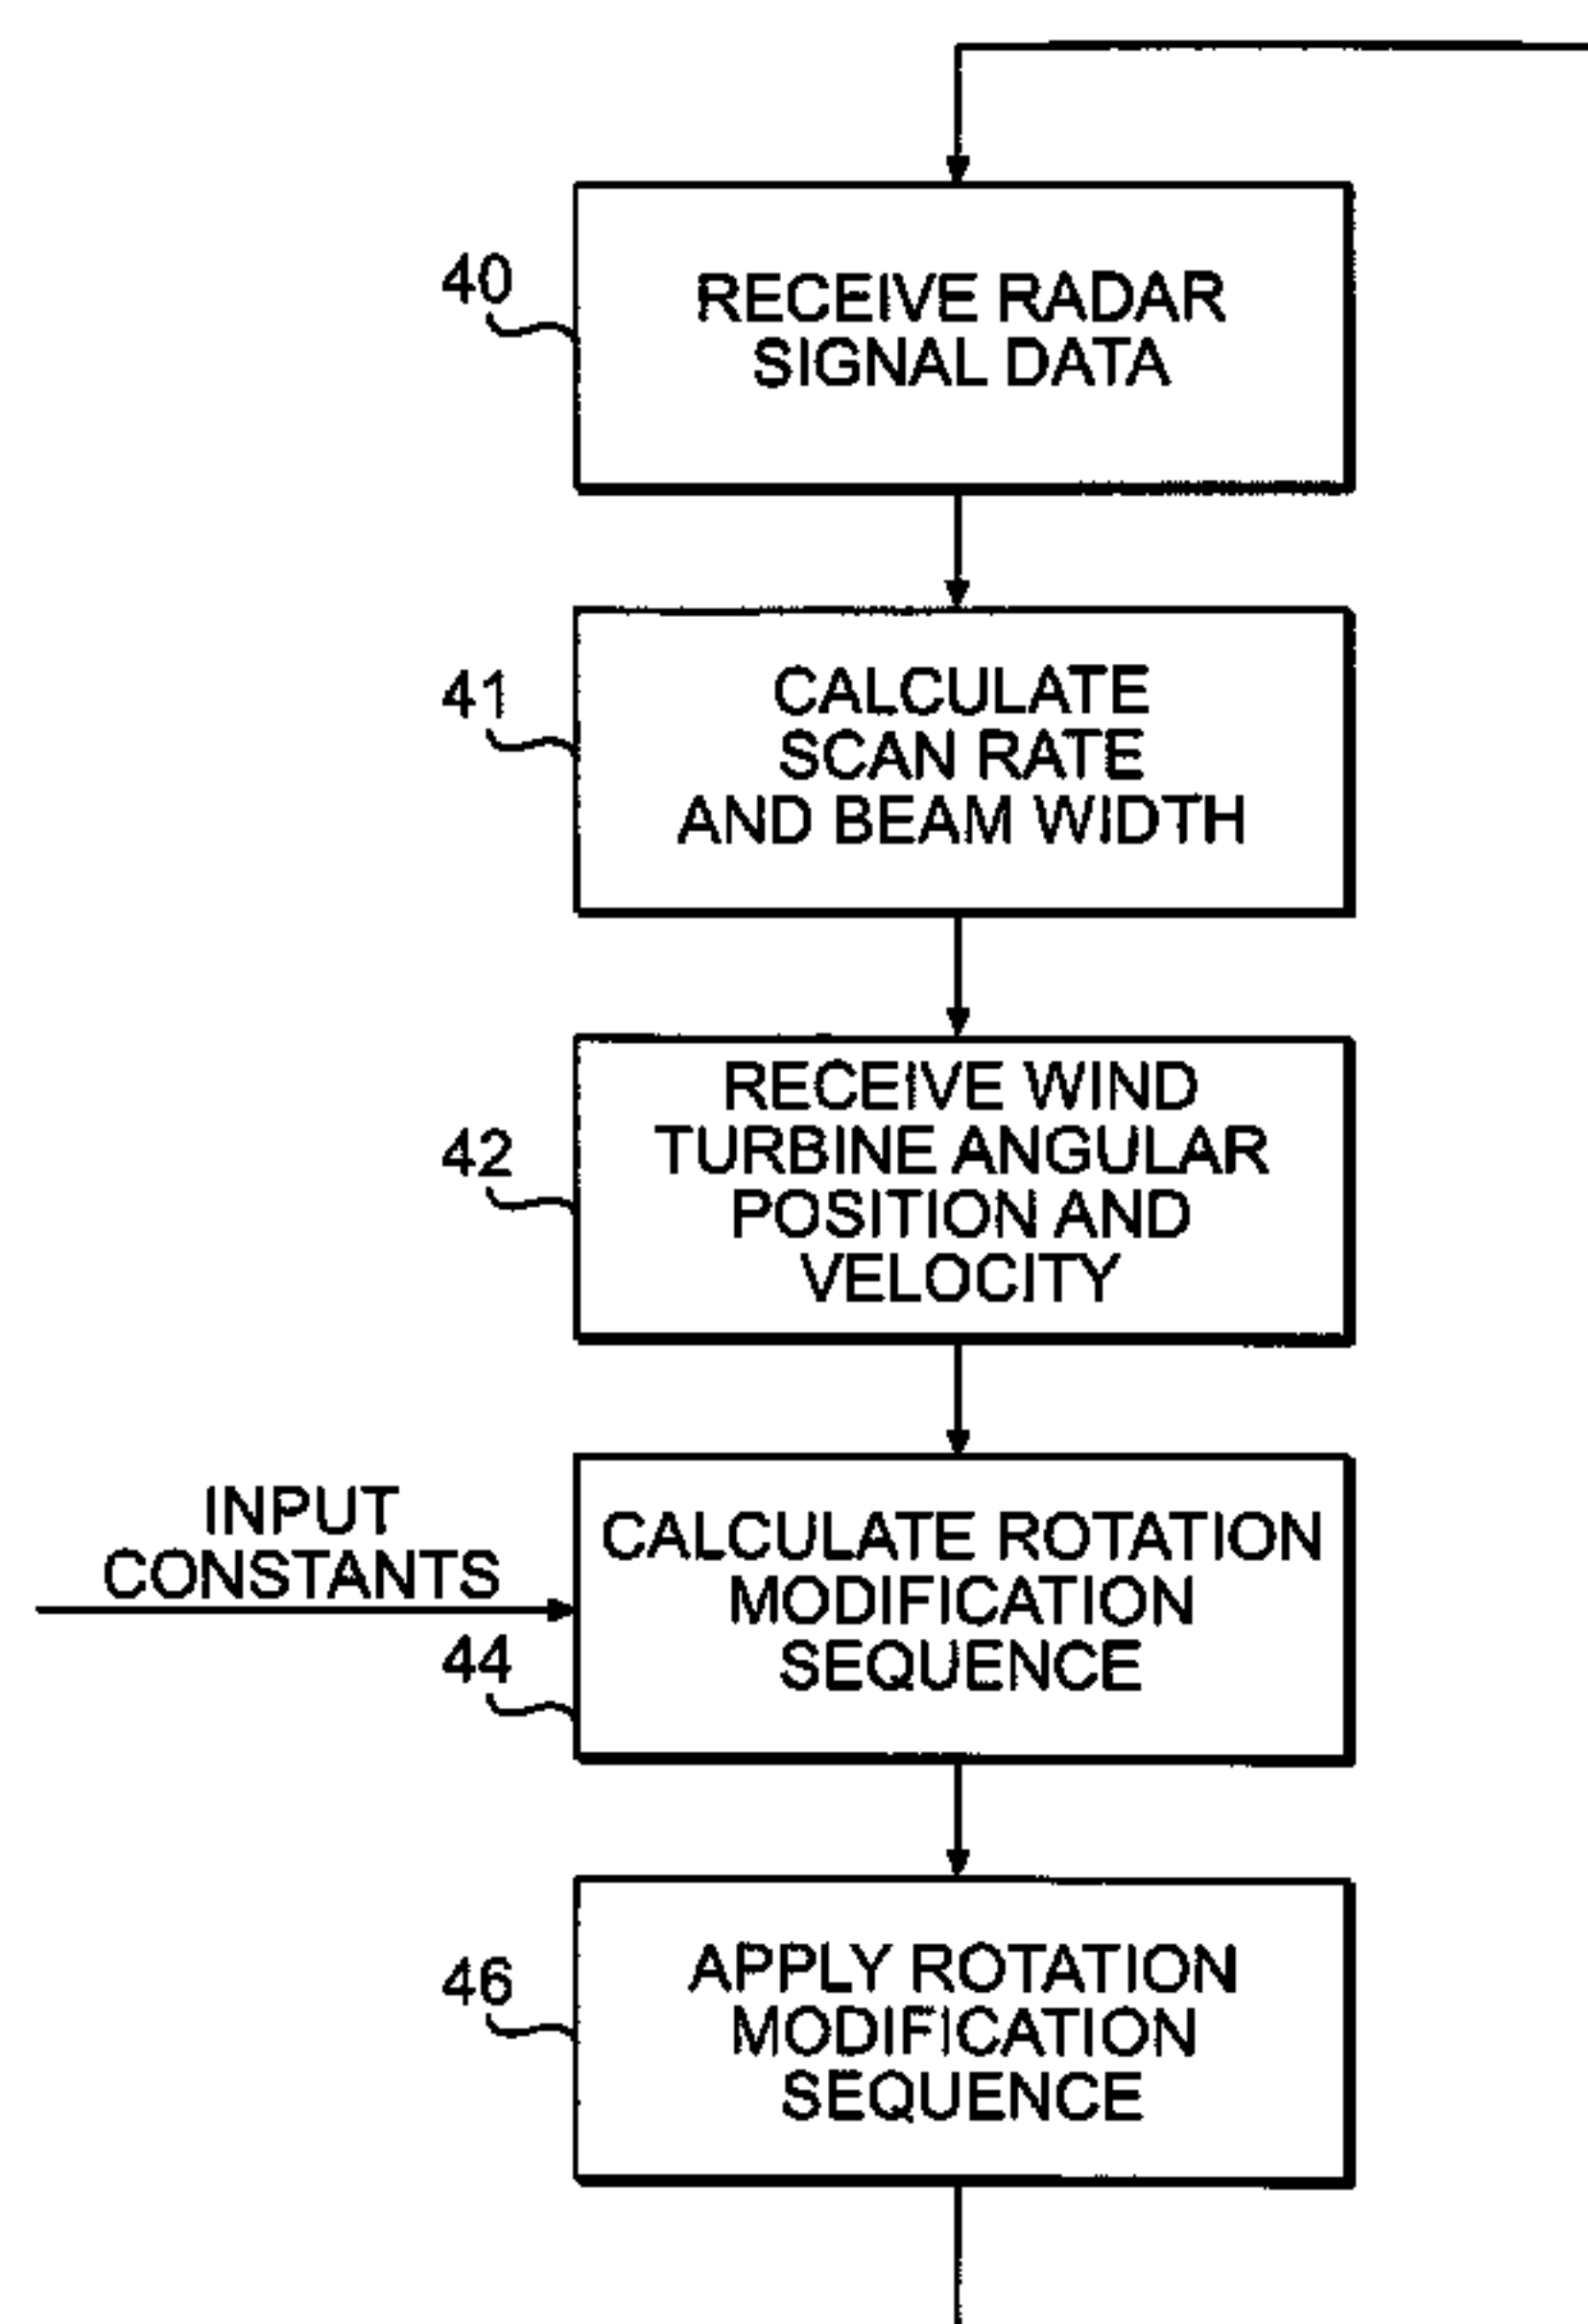 40
RECEIVE RADAR
SIGNAL DATA
41
CALCULATE
SCAN RATE
AND BEAM WIDTH
42
RECEIVE WIND
TURBINE ANGULAR
POSITION AND
VELOCITY
INPUT
CONSTANTS
44
CALCULATE ROTATION
MODIFICATION
SEQUENCE
46
APPLY ROTATION
MODIFICATION
SEQUENCE